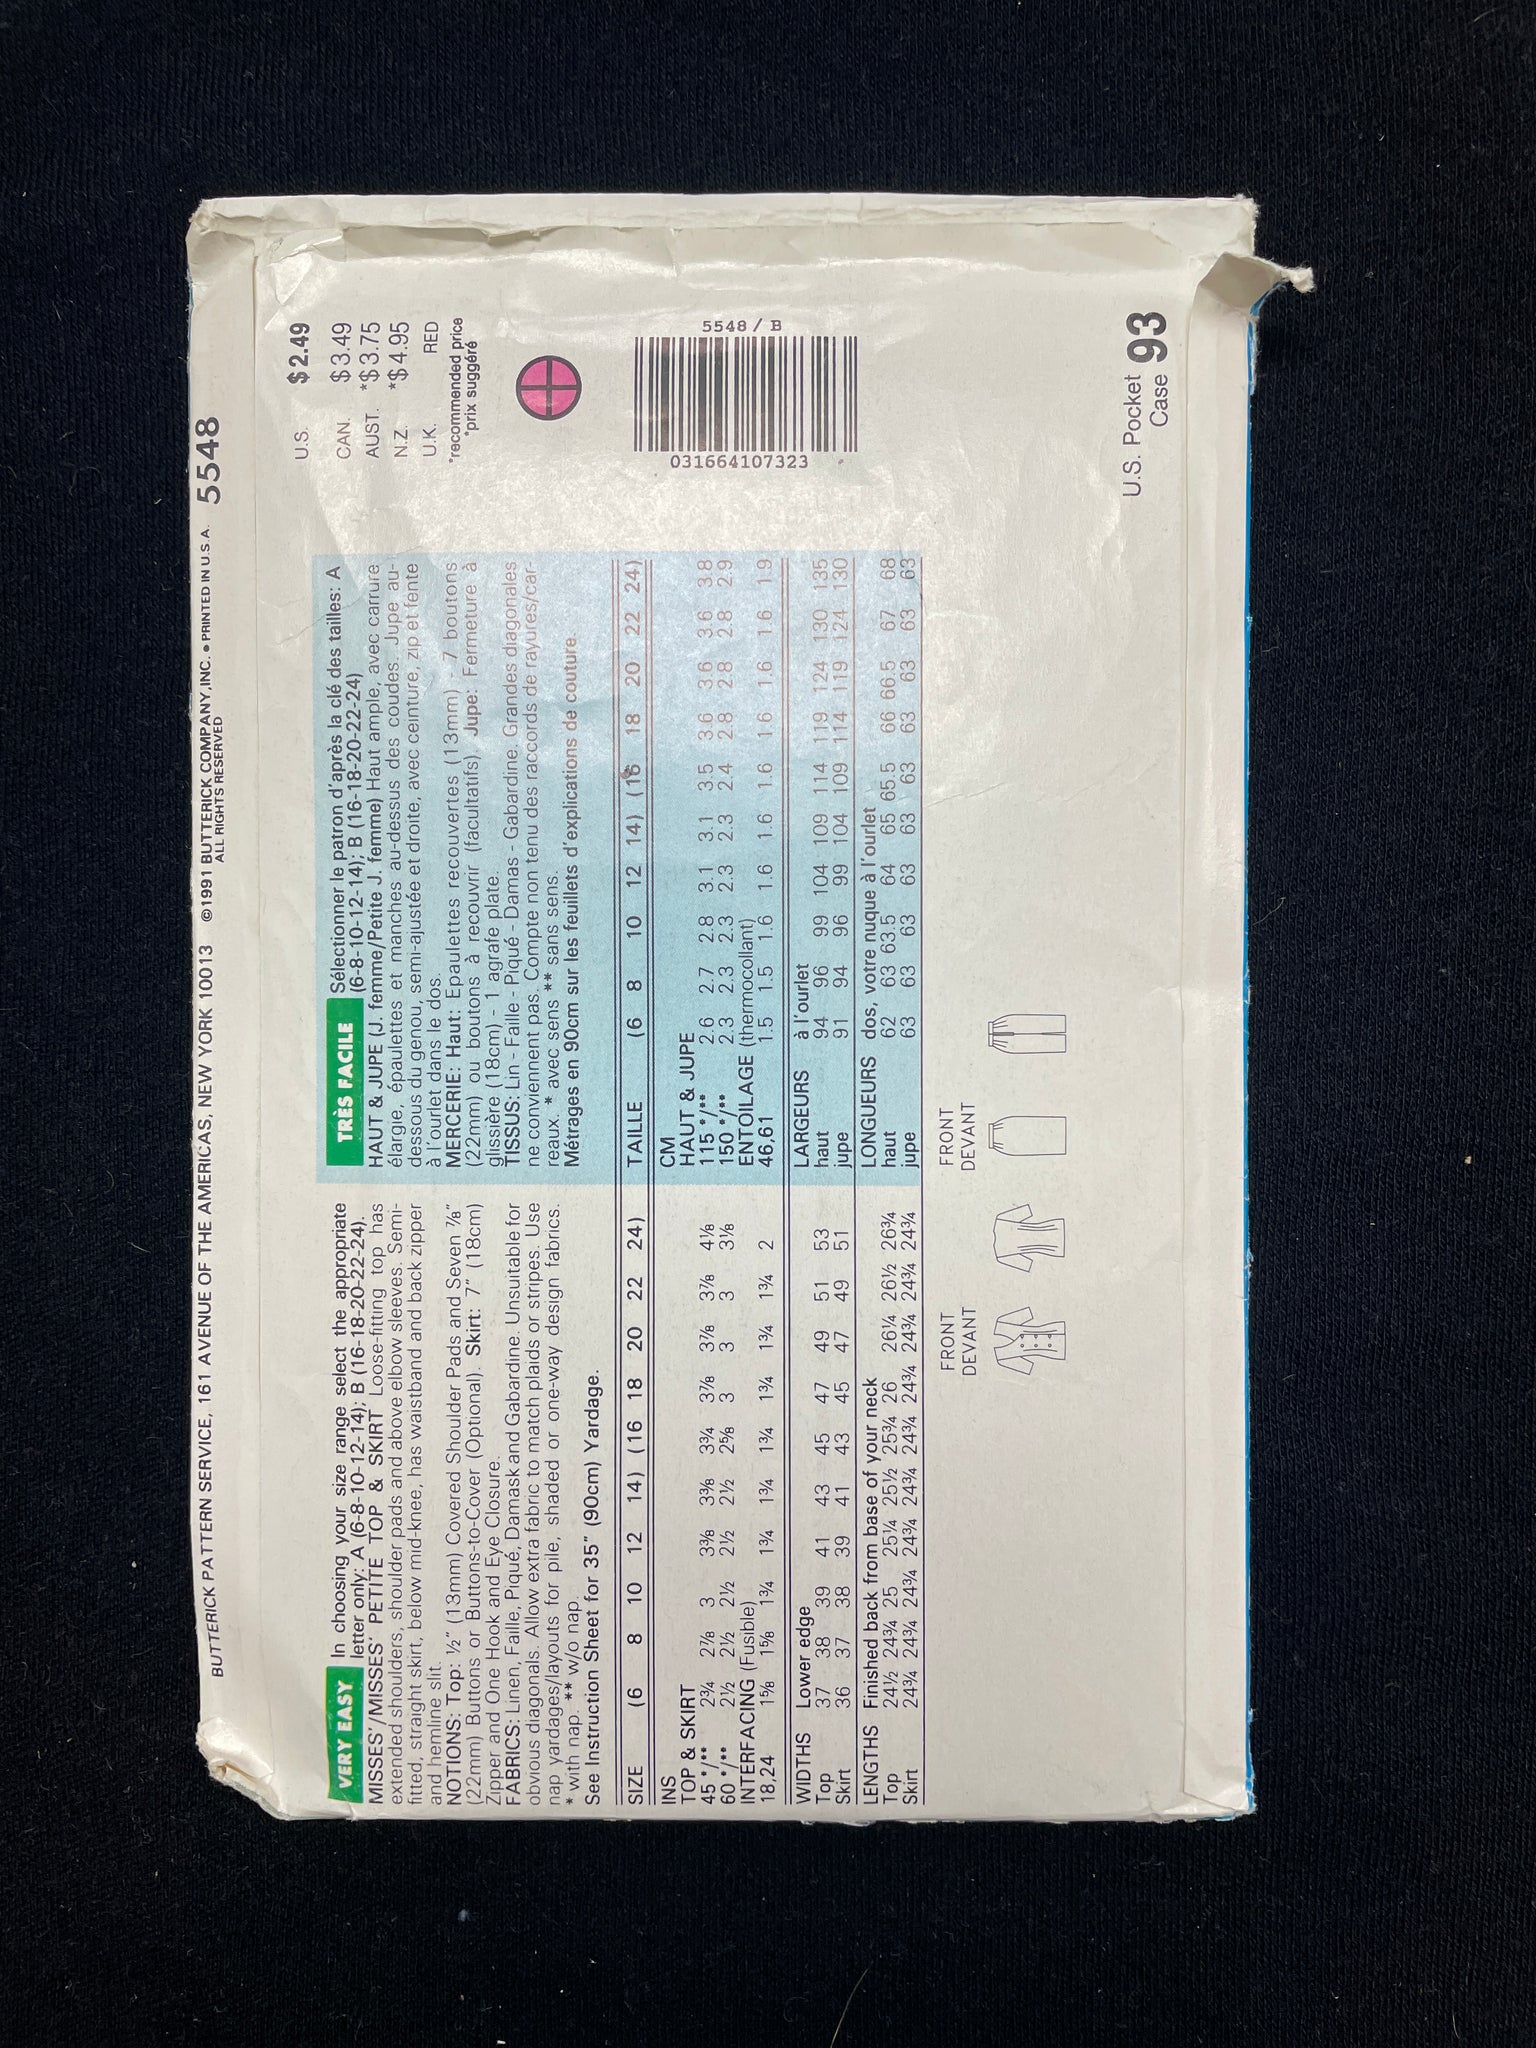 BUTTERICK PATTERN SERVICE, 161 AVENUE OF THE AMERICAS, NEW YORK 10013 ©1991 BUTTERICK COMPANY, INC. • PRINTED IN U.S.A. 5548
ALL RIGHTS RESERVED
VERY EASY In choosing your size range select the appropriate
letter only: A (6-8-10-12-14); B (16-18-20-22-24).
MISSES'/MISSES' PETITE TOP & SKIRT Loose-fitting top has
extended shoulders, shoulder pads and above elbow sleeves. Semi-
fitted, straight skirt, below mid-knee, has waistband and back zipper
and hemline slit.
NOTIONS: Top: ½" (13mm) Covered Shoulder Pads and Seven ⅞"
(22mm) Buttons or Buttons-to-Cover (Optional). Skirt: 7" (18cm)
Zipper and One Hook and Eye Closure.
FABRICS: Linen, Faille, Piqué, Damask and Gabardine. Unsuitable for
obvious diagonals. Allow extra fabric to match plaids or stripes. Use
nap yardages/layouts for pile, shaded or one-way design fabrics.
* with nap. ** w/o nap.
See Instruction Sheet for 35" (90cm) Yardage.
SIZE (6 8 10 12 14) (16 18 20 22 24)
INS
TOP & SKIRT
45 */** 2¾ 2⅞ 3 3⅜ 3⅜ 3¾ 3⅞ 3⅞ 3⅞ 4⅛
60 */** 2½ 2½ 2½ 2½ 2½ 2⅝ 3 3 3 3⅛
INTERFACING (Fusible)
18,24 1⅝ 1⅝ 1¾ 1¾ 1¾ 1¾ 1¾ 1¾ 1¾ 2
WIDTHS Lower edge
Top 37 38 39 41 43 45 47 49 51 53
Skirt 36 37 38 39 41 43 45 47 49 51
LENGTHS Finished back from base of your neck
Top 24½ 24¾ 25 25¼ 25½ 25¾ 26 26¼ 26½ 26¾
Skirt 24¾ 24¾ 24¾ 24¾ 24¾ 24¾ 24¾ 24¾ 24¾ 24¾
TRÈS FACILE Sélectionner le patron d'après la clé des tailles: A
(6-8-10-12-14); B (16-18-20-22-24)
HAUT & JUPE (J. femme/Petite J. femme) Haut ample, avec carrure
élargie, épaulettes et manches au-dessus des coudes. Jupe au-
dessous du genou, semi-ajustée et droite, avec ceinture, zip et fente
à l'ourlet dans le dos.
MERCERIE: Haut: Epaulettes recouvertes (13mm) - 7 boutons
(22mm) ou boutons à recouvrir (facultatifs). Jupe: Fermeture à
glissière (18cm) - 1 agrafe plate.
TISSUS: Lin - Faille - Piqué - Damas - Gabardine. Grandes diagonales
ne conviennent pas. Compte non tenu des raccords de rayures/car-
reaux. * avec sens ** sans sens.
Métrages en 90cm sur les feuillets d'explications de couture.
TAILLE (6 8 10 12 14) (16 18 20 22 24)
CM
HAUT & JUPE
115 */** 2.6 2.7 2.8 3.1 3.1 3.5 3.6 3.6 3.6 3.8
150 */** 2.3 2.3 2.3 2.3 2.3 2.4 2.8 2.8 2.8 2.9
ENTOILAGE (thermocollant)
46,61 1.5 1.5 1.6 1.6 1.6 1.6 1.6 1.6 1.6 1.9
LARGEURS à l'ourlet
haut 94 96 99 104 109 114 119 124 130 135
jupe 91 94 96 99 104 109 114 119 124 130
LONGUEURS dos, votre nuque à l'ourlet
haut 62 63 63.5 64 65 65.5 66 66.5 67 68
jupe 63 63 63 63 63 63 63 63 63 63
FRONT
DEVANT
FRONT
DEVANT
U.S. $2.49
CAN. $3.49
AUST. *$3.75
N.Z. *$4.95
U.K. RED
*recommended price
*prix suggéré
5548 / B
031664107323
U.S. Pocket
Case 93